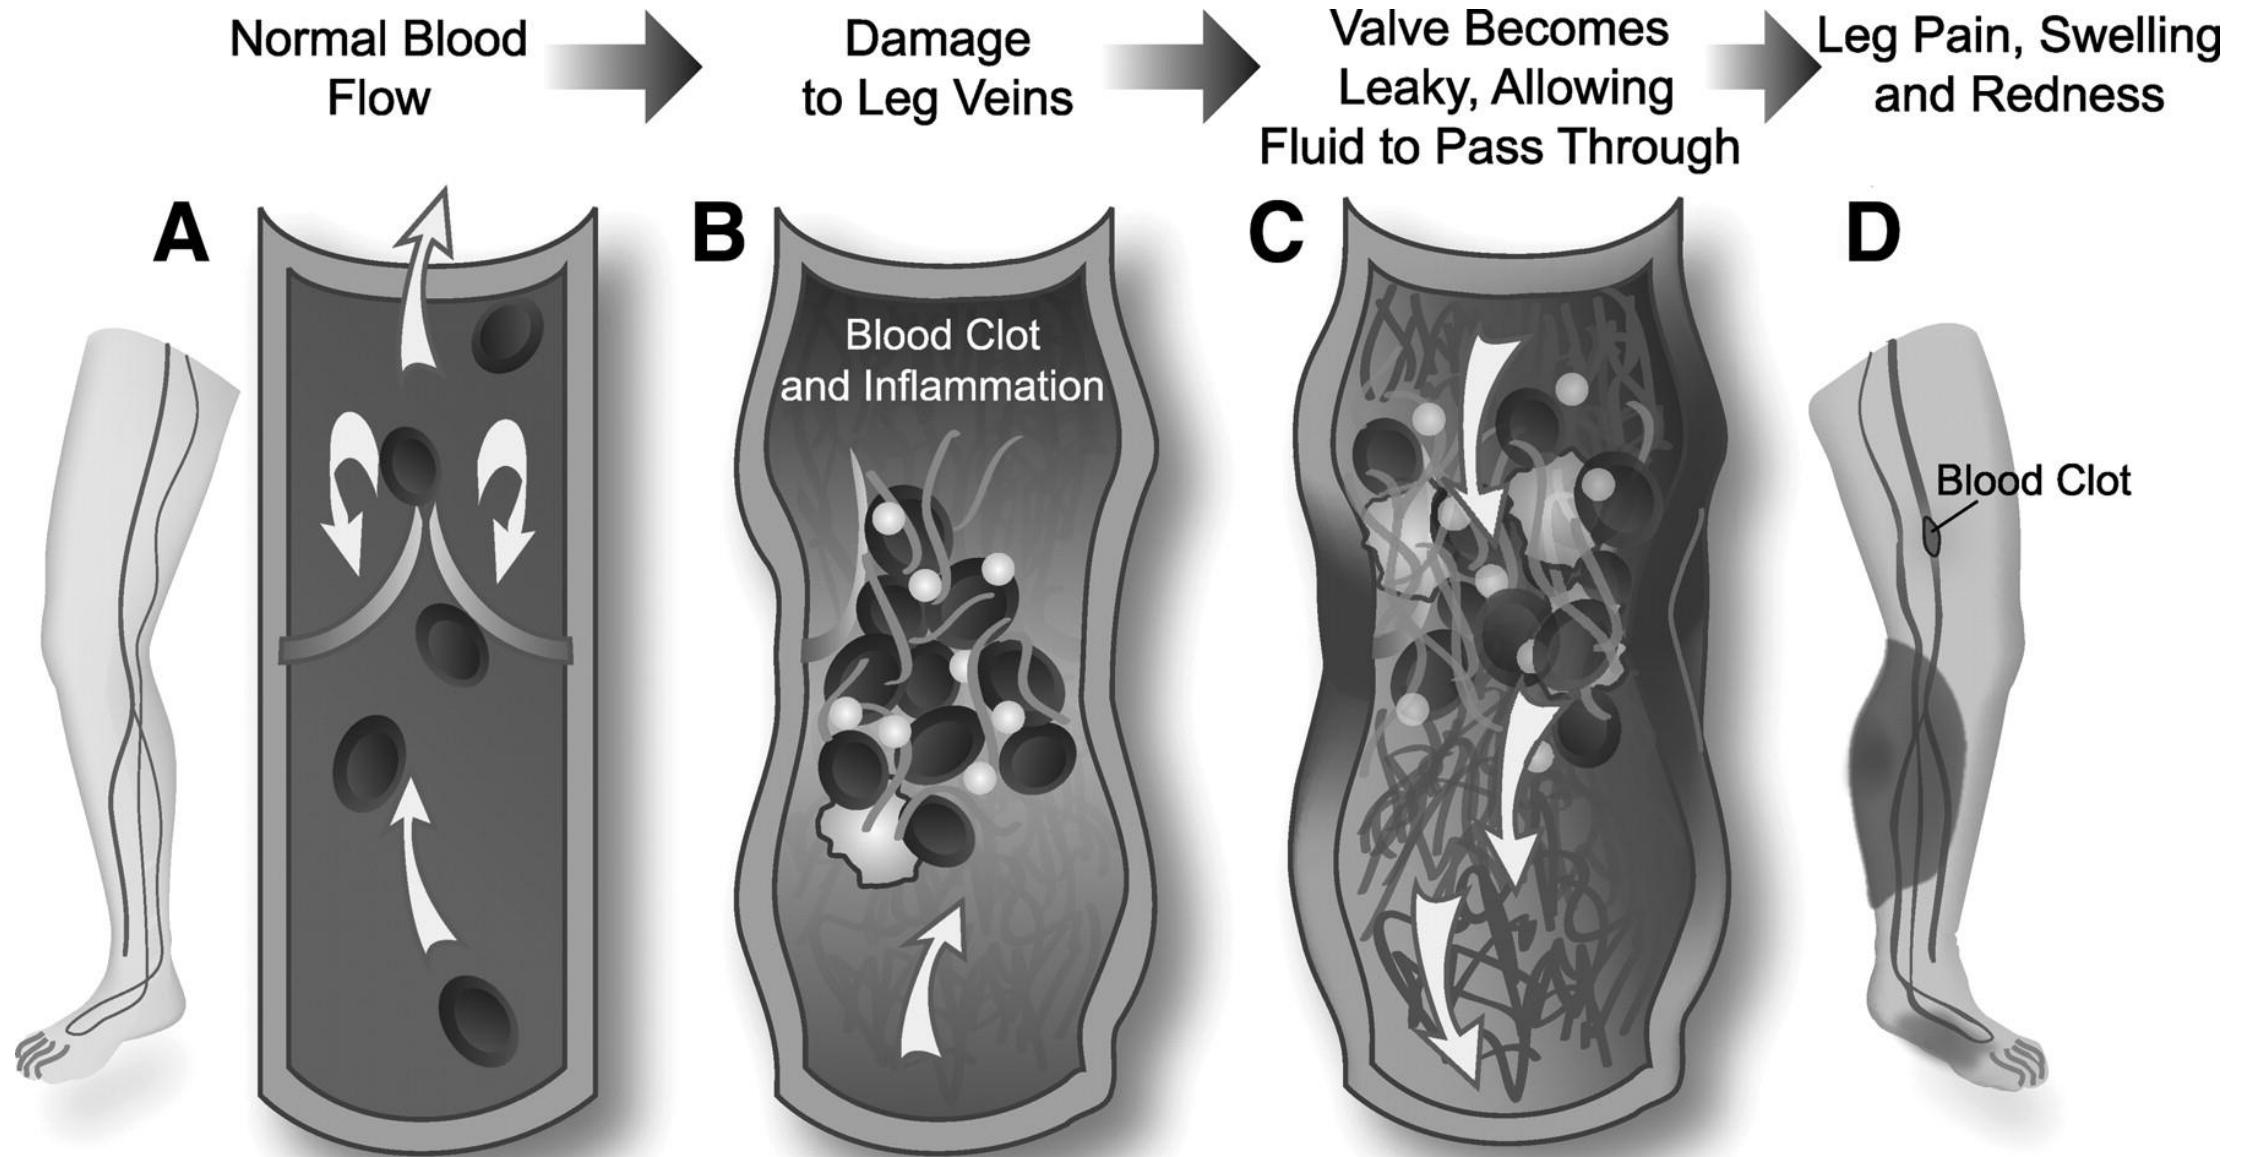 Normal Blood
Flow
Damage
to Leg Veins
Valve Becomes
Leaky, Allowing
Fluid to Pass Through
Leg Pain, Swelling
and Redness
A
B
C
D
Blood Clot
and Inflammation
Blood Clot